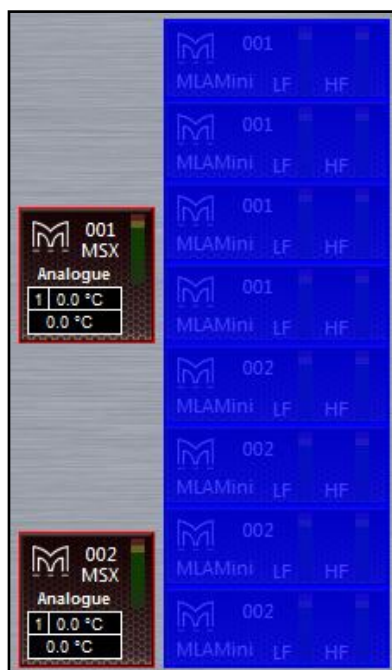 001
MLAMini LF HF
001
MLAMini LF HF
001
MLAMini LF HF
001
MSX
Analogue
1 0.0 °C
0.0 °C
001
MLAMini LF HF
002
MLAMini LF HF
002
MLAMini LF HF
002
MLAMini LF HF
002
MSX
Analogue
1 0.0 °C
0.0 °C
002
MLAMini LF HF